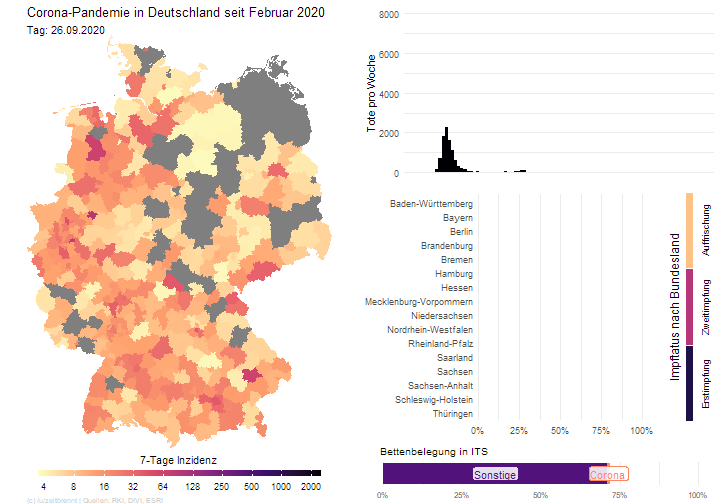 Corona-Pandemie in Deutschland seit Februar 2020
Tag: 26.09.2020
7-Tage Inzidenz
4 8 16 32 64 125 250 500 1000 2000
(c) /u/zeitbrennt | Quellen: RKI, DIVI, ESRI
Tote pro Woche
8000
6000
4000
2000
0
Baden-Württemberg
Bayern
Berlin
Brandenburg
Bremen
Hamburg
Hessen
Mecklenburg-Vorpommern
Niedersachsen
Nordrhein-Westfalen
Rheinland-Pfalz
Saarland
Sachsen
Sachsen-Anhalt
Schleswig-Holstein
Thüringen
0% 25% 50% 75% 100%
Impflatus nach Bundesland
Auffrischung
Zweitimpfung
Erstimpfung
Bettenbelegung in ITS
Sonstige
Corona
0% 25% 50% 75% 100%